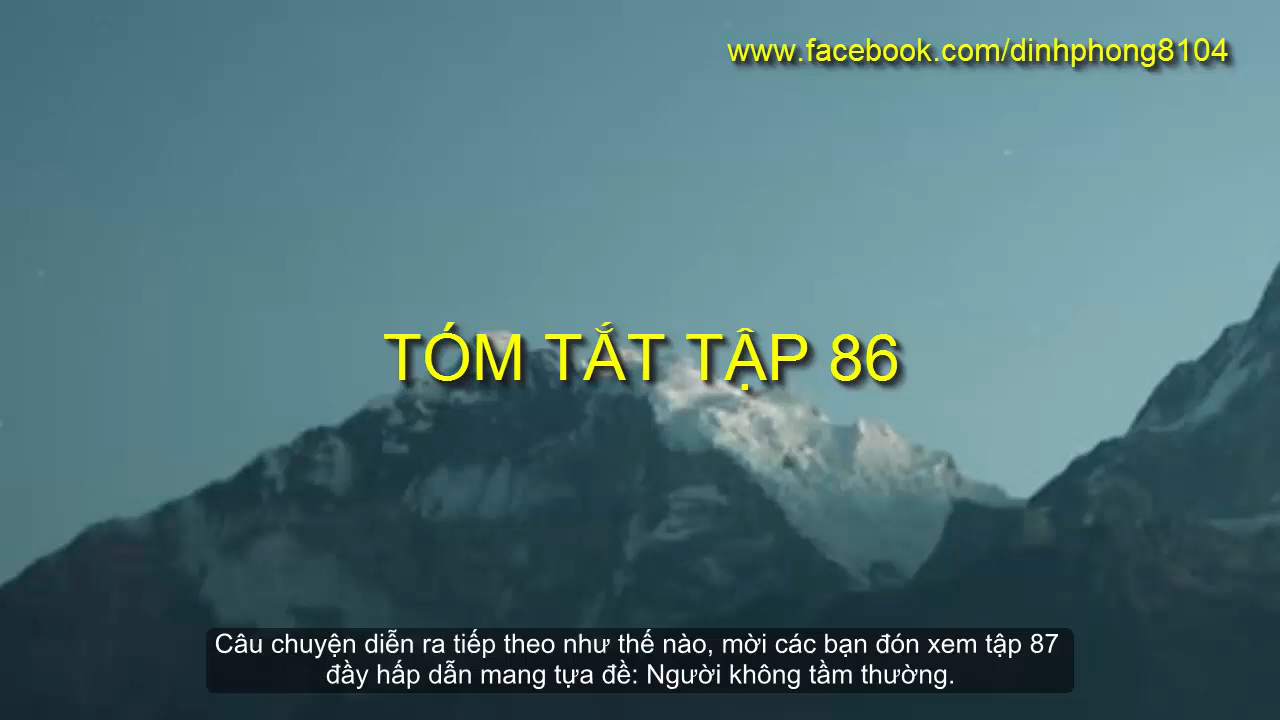 www.facebook.com/dinhphong8104
TÓM TẮT TẬP 86
Câu chuyện diễn ra tiếp theo như thế nào, mời các bạn đón xem tập 87
đầy hấp dẫn mang tựa đề: Người không tầm thường.